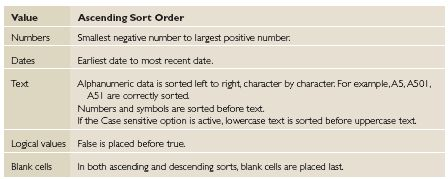 Value Ascending Sort Order
Numbers Smallest negative number to largest positive number.
Dates Earliest date to most recent date.
Text Alphanumeric data is sorted left to right, character by character. For example, A5, A501,
A51 are correctly sorted.
Numbers and symbols are sorted before text.
If the Case sensitive option is active, lowercase text is sorted before uppercase text.
Logical values False is placed before true.
Blank cells In both ascending and descending sorts, blank cells are placed last.